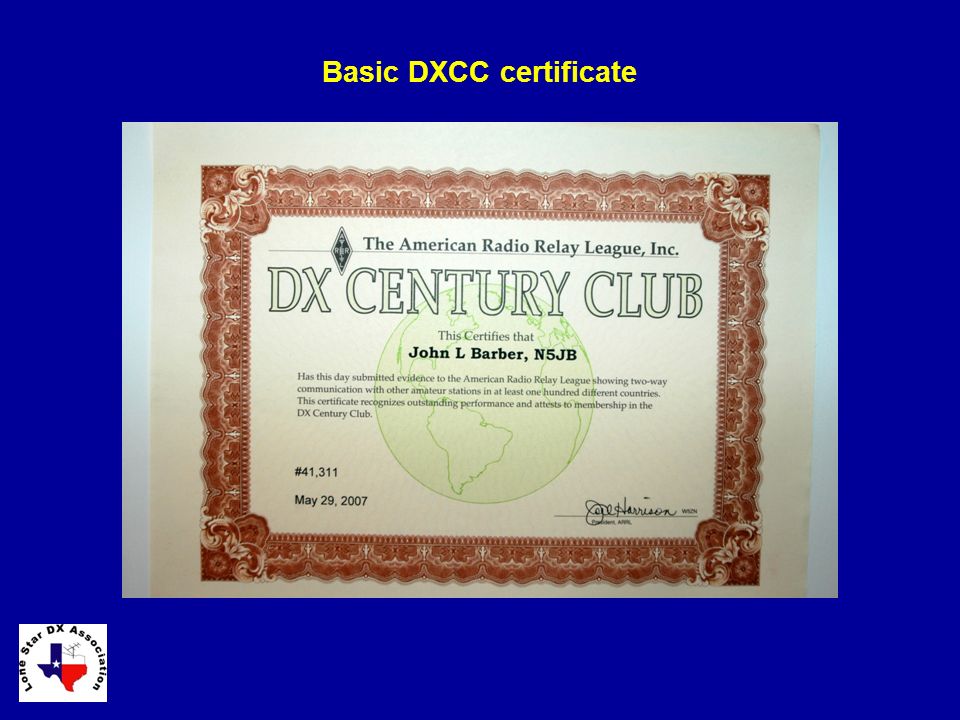 Basic DXCC certificate
The American Radio Relay League, Inc.
DX CENTURY CLUB
This Certifies that
John L Barber, N5JB
Has this day submitted evidence to the American Radio Relay League showing two-way
communication with other amateur stations in at least one hundred different countries.
This certificate recognizes outstanding performance and attests to membership in the
DX Century Club.
#41,311
May 29, 2007
Joel Harrison W5ZN
President, ARRL
Lone Star DX Association